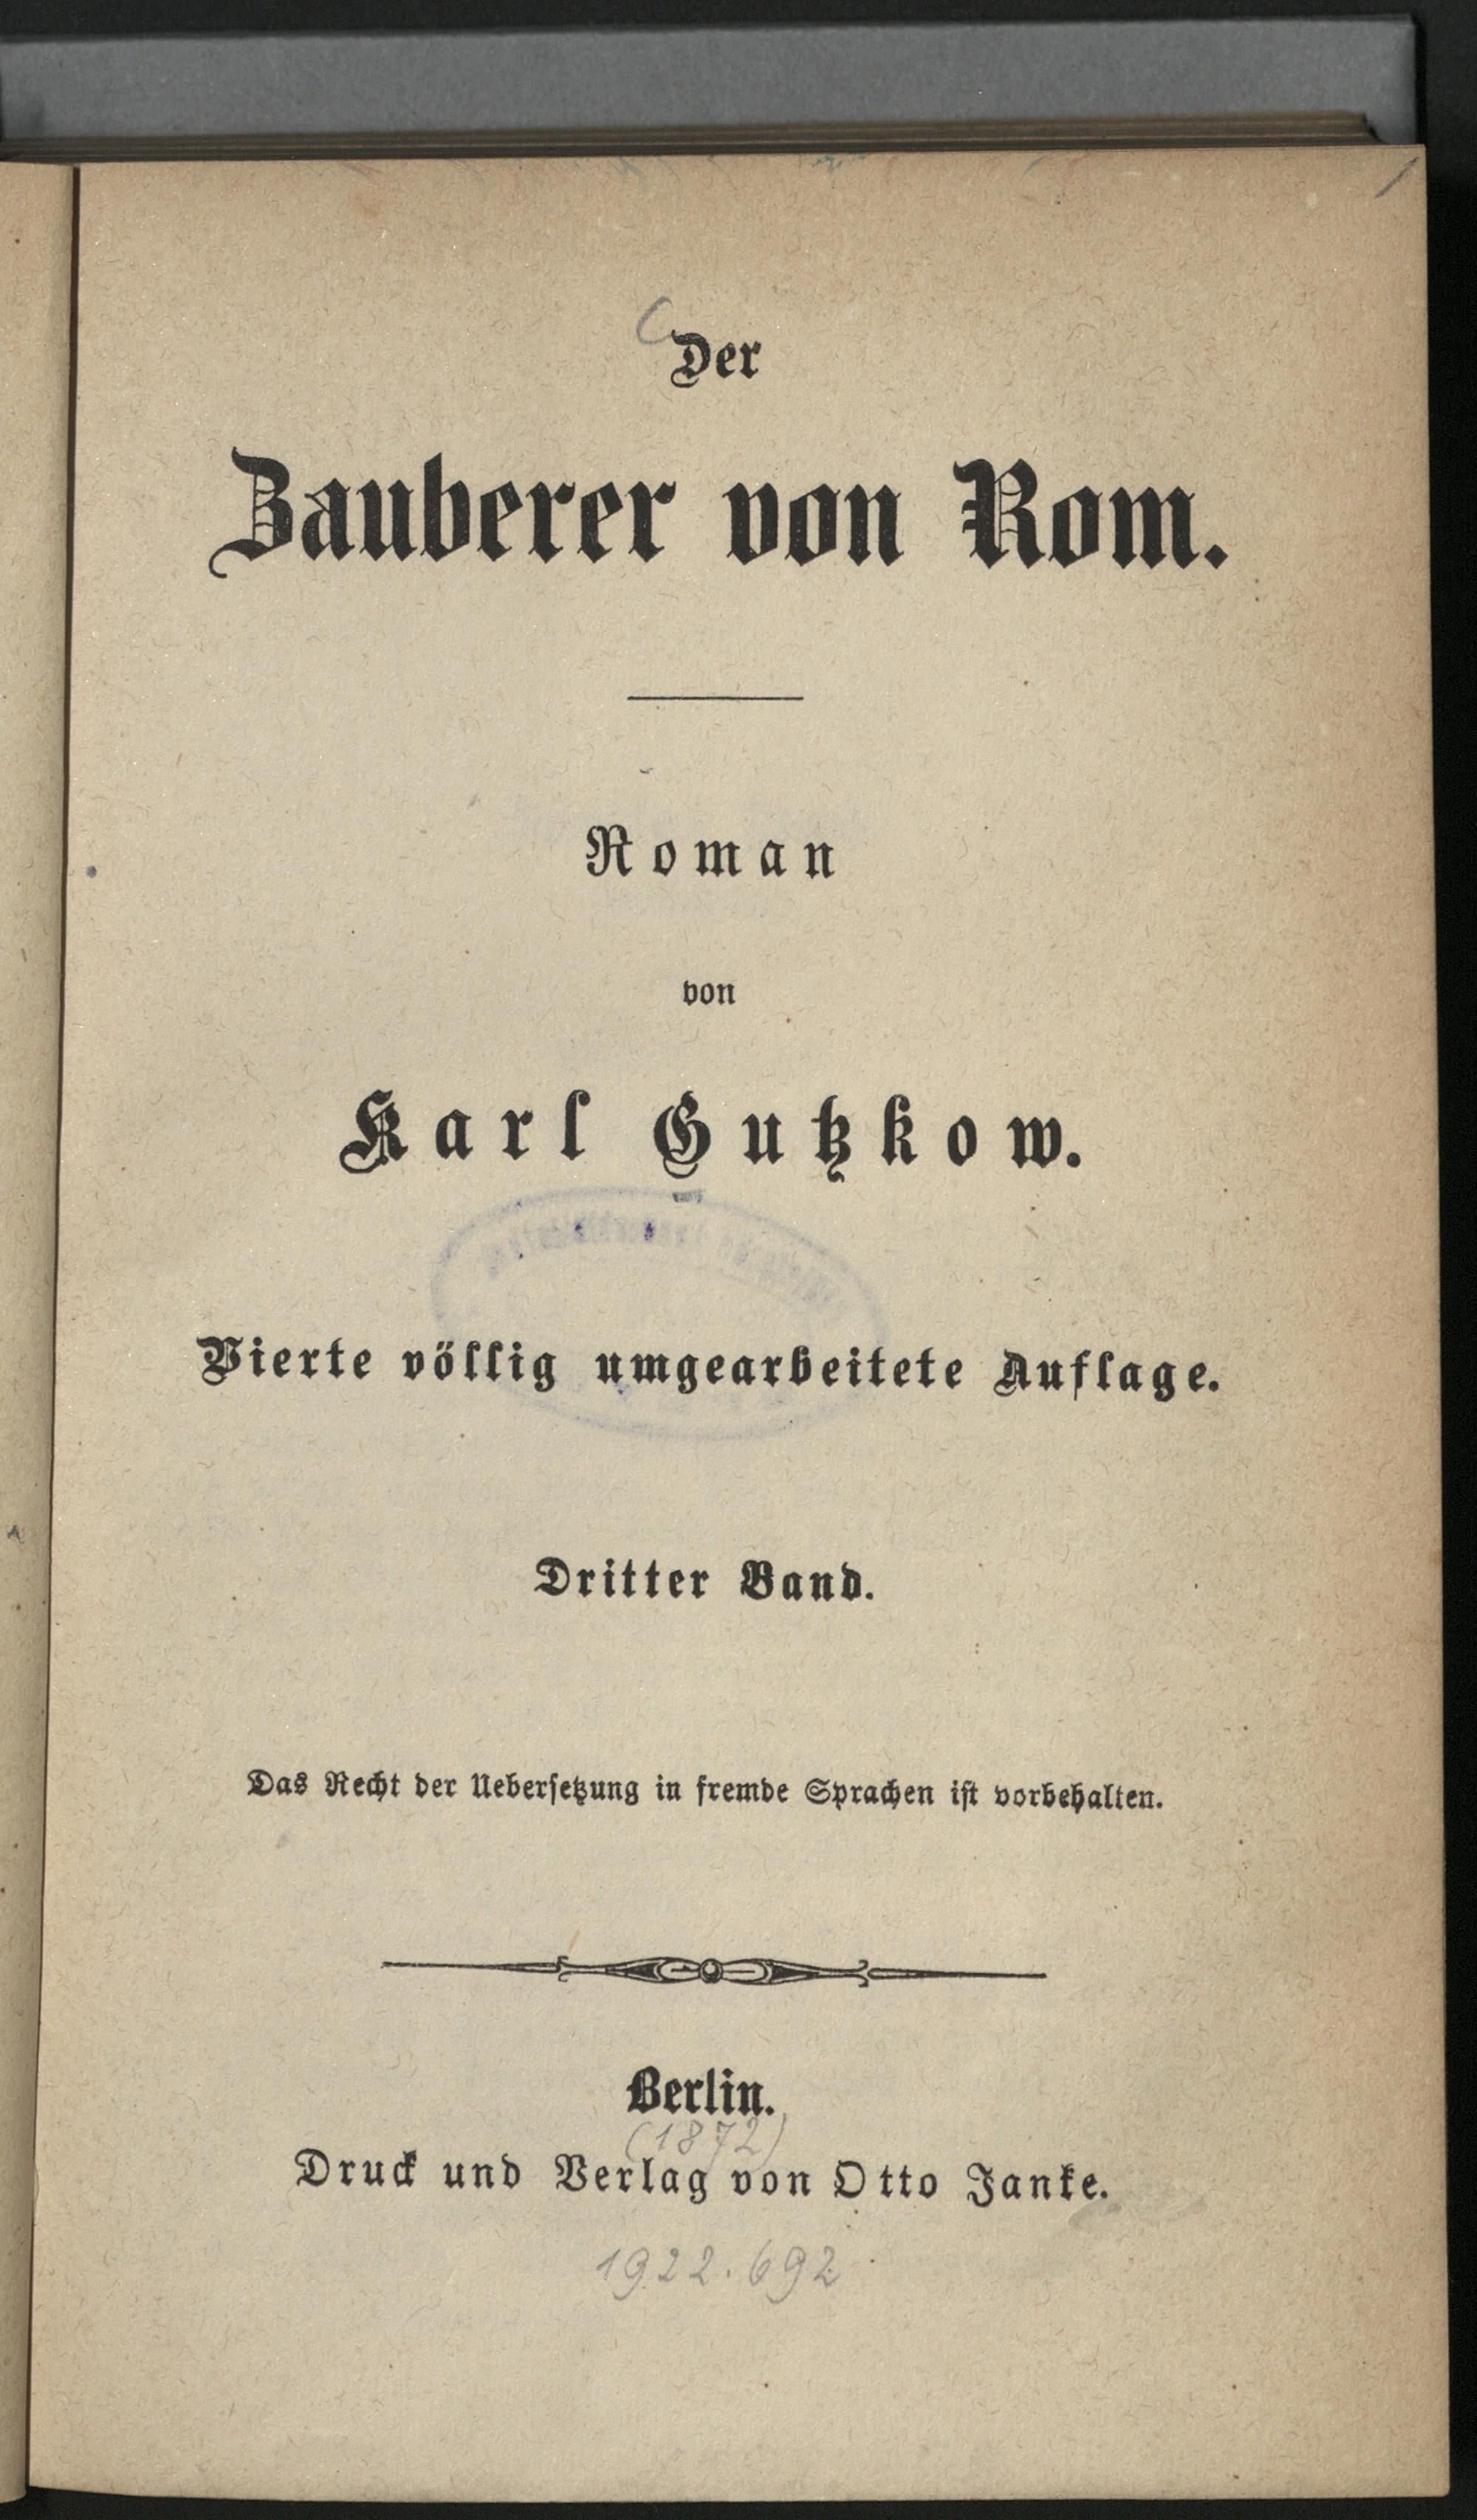 Der
Zauberer von Rom.
Roman
von
Karl Gutzkow.
Vierte völlig umgearbeitete Auflage.
Dritter Band.
Das Recht der Uebersetzung in fremde Sprachen ist vorbehalten.
Berlin.
(1872)
Druck und Verlag von Otto Janke.
1922.692